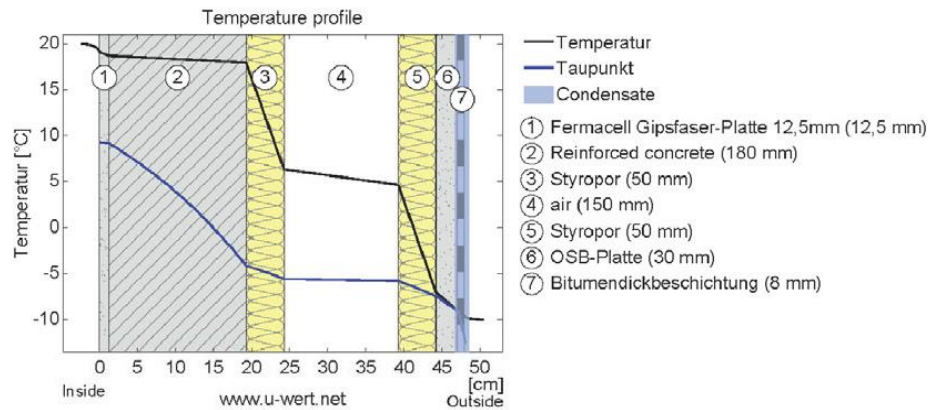 Temperature profile
Temperatur [°C]
20
15
10
5
0
-5
-10
1
2
3
4
5
6
7
0 5 10 15 20 25 30 35 40 45 50
[cm]
Inside
www.u-wert.net
Outside
Temperatur
Taupunkt
Condensate
1 Fermacell Gipsfaser-Platte 12,5mm (12,5 mm)
2 Reinforced concrete (180 mm)
3 Styropor (50 mm)
4 air (150 mm)
5 Styropor (50 mm)
6 OSB-Platte (30 mm)
7 Bitumendickbeschichtung (8 mm)